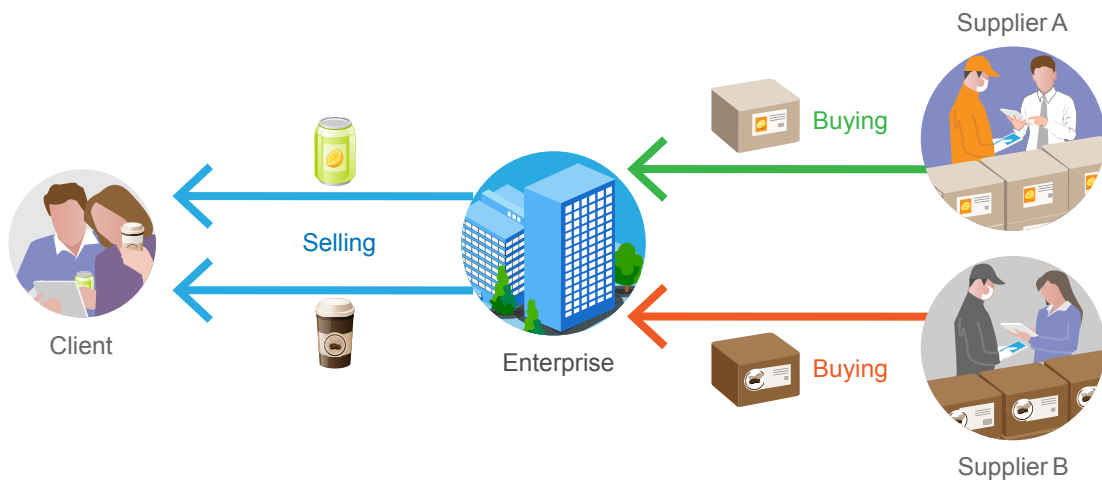 Supplier A
Buying
Selling
Client
Enterprise
Buying
Supplier B